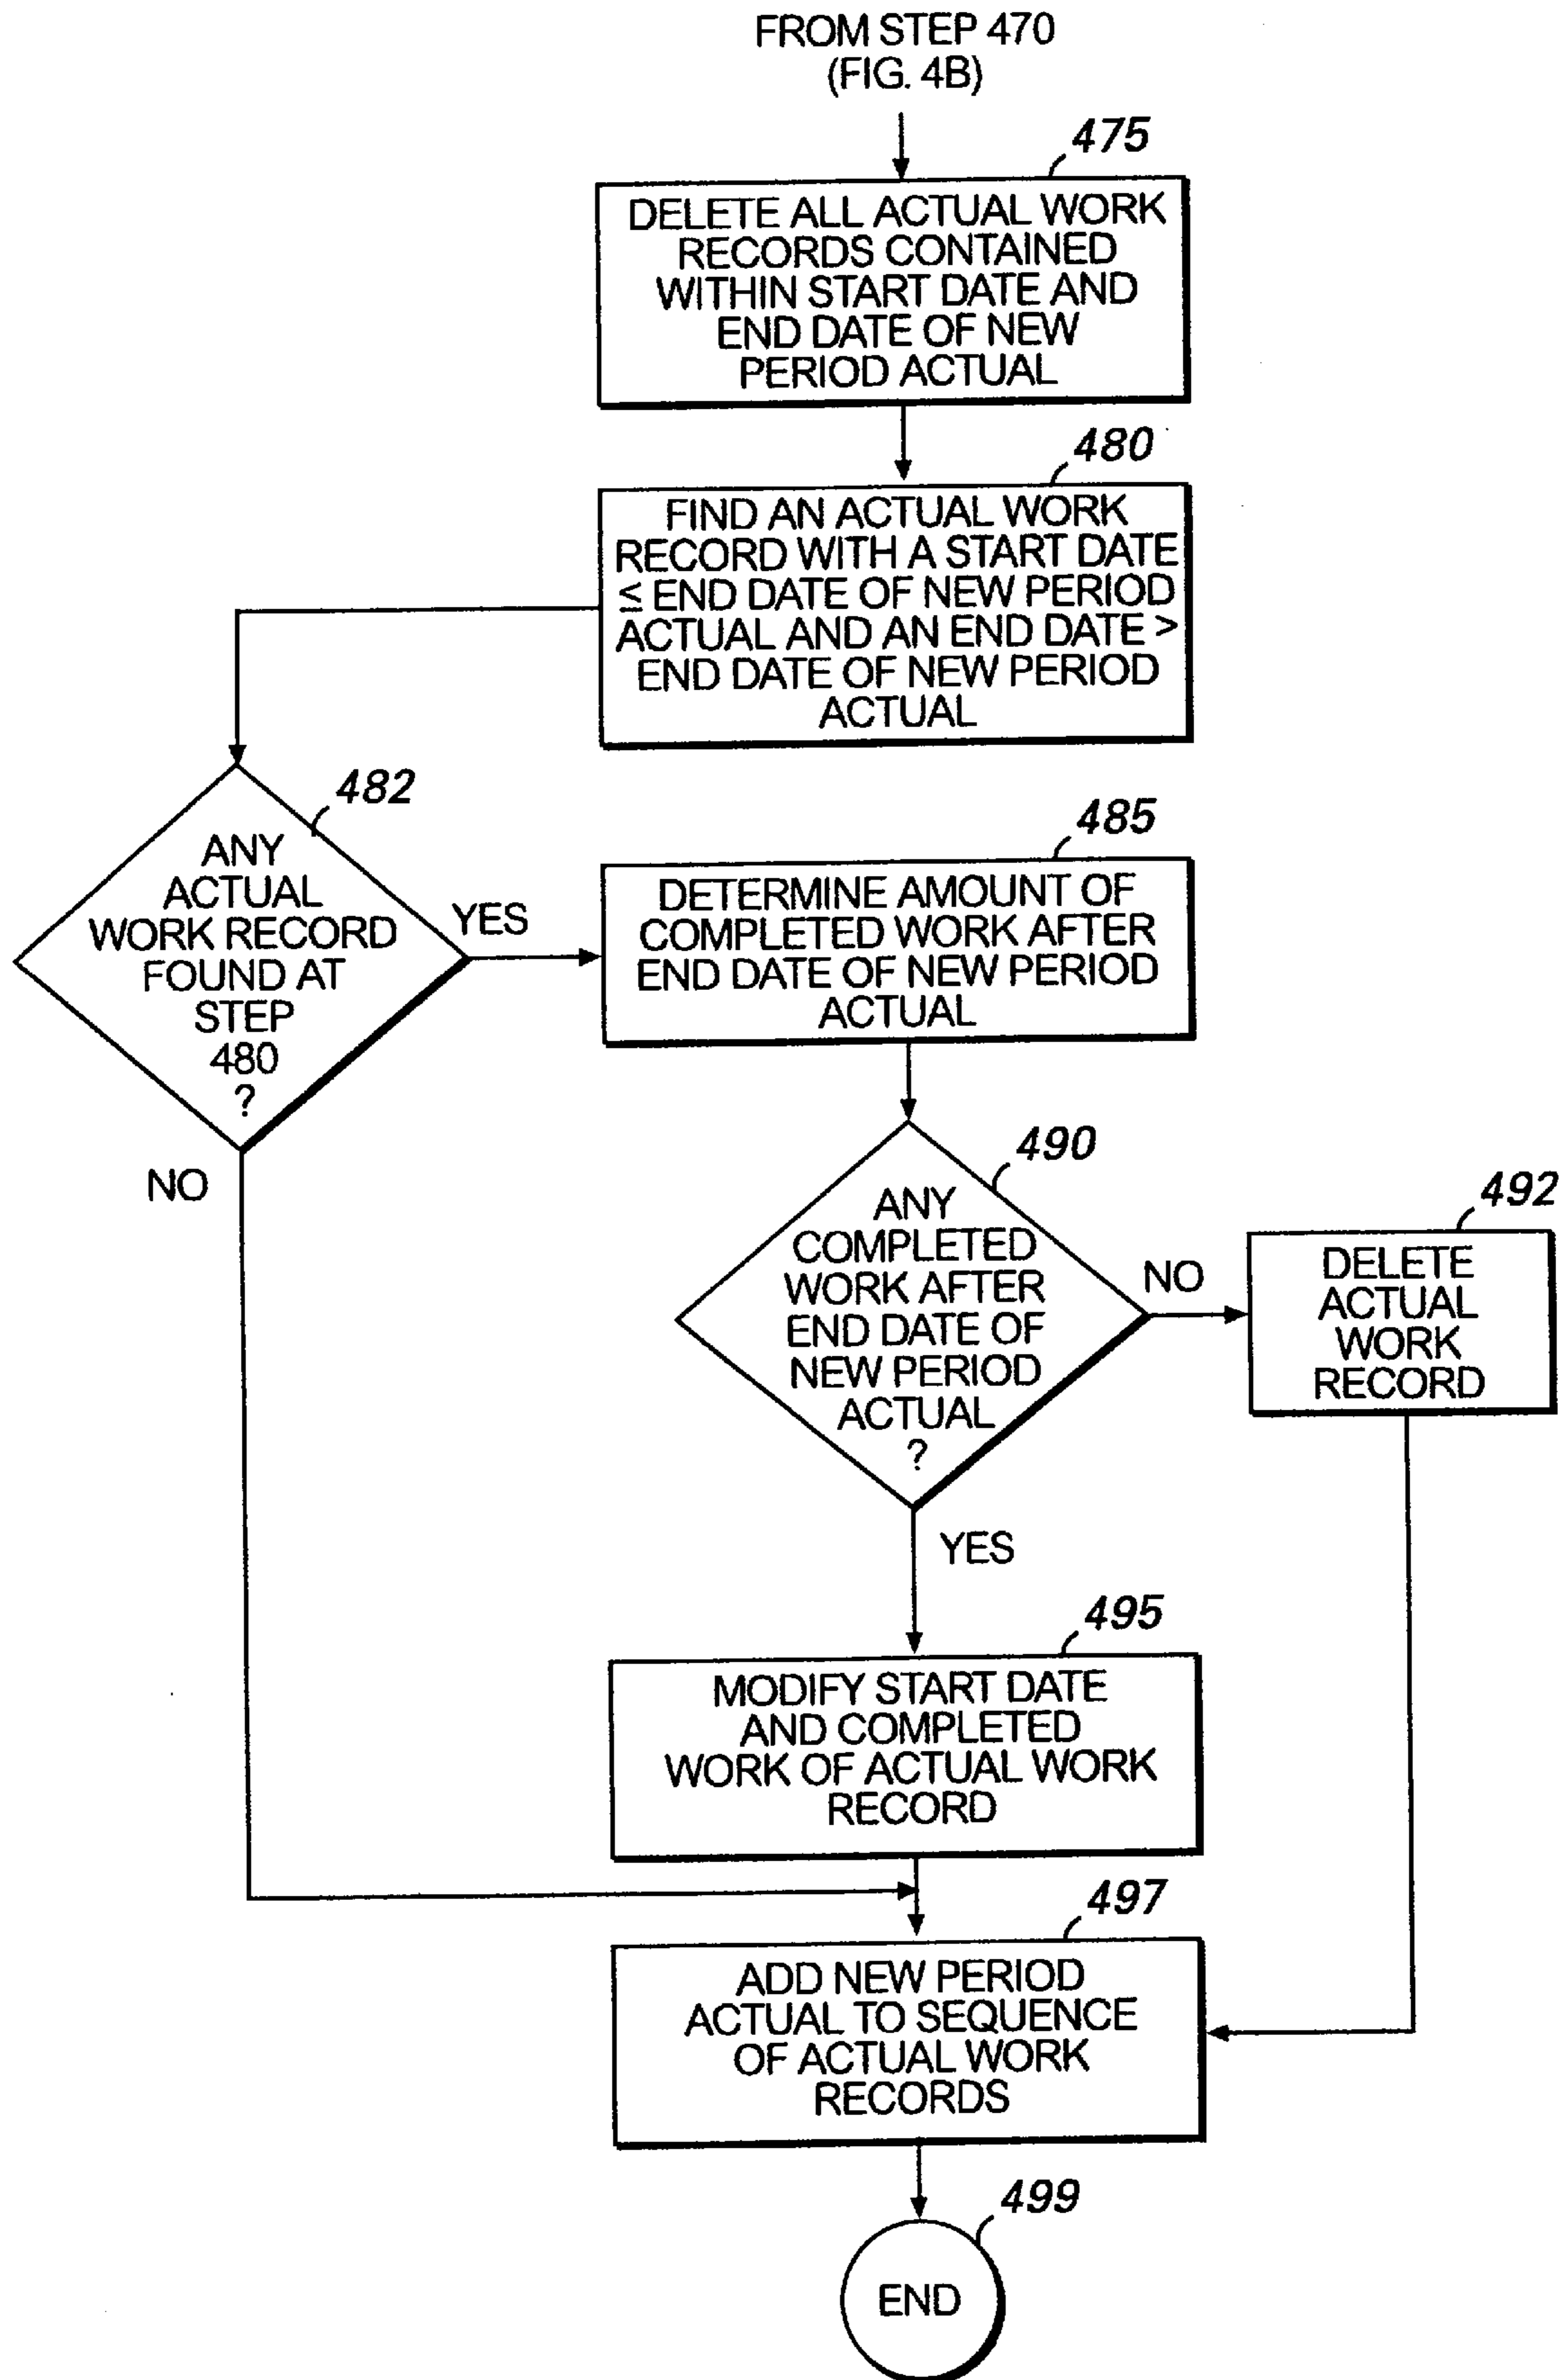 FROM STEP 470
(FIG. 4B)
475
DELETE ALL ACTUAL WORK
RECORDS CONTAINED
WITHIN START DATE AND
END DATE OF NEW
PERIOD ACTUAL
480
FIND AN ACTUAL WORK
RECORD WITH A START DATE
≤ END DATE OF NEW PERIOD
ACTUAL AND AN END DATE >
END DATE OF NEW PERIOD
ACTUAL
482
ANY
ACTUAL
WORK RECORD
FOUND AT
STEP
480
?
YES
NO
485
DETERMINE AMOUNT OF
COMPLETED WORK AFTER
END DATE OF NEW PERIOD
ACTUAL
490
ANY
COMPLETED
WORK AFTER
END DATE OF
NEW PERIOD
ACTUAL
?
NO
YES
492
DELETE
ACTUAL
WORK
RECORD
495
MODIFY START DATE
AND COMPLETED
WORK OF ACTUAL WORK
RECORD
497
ADD NEW PERIOD
ACTUAL TO SEQUENCE
OF ACTUAL WORK
RECORDS
499
END